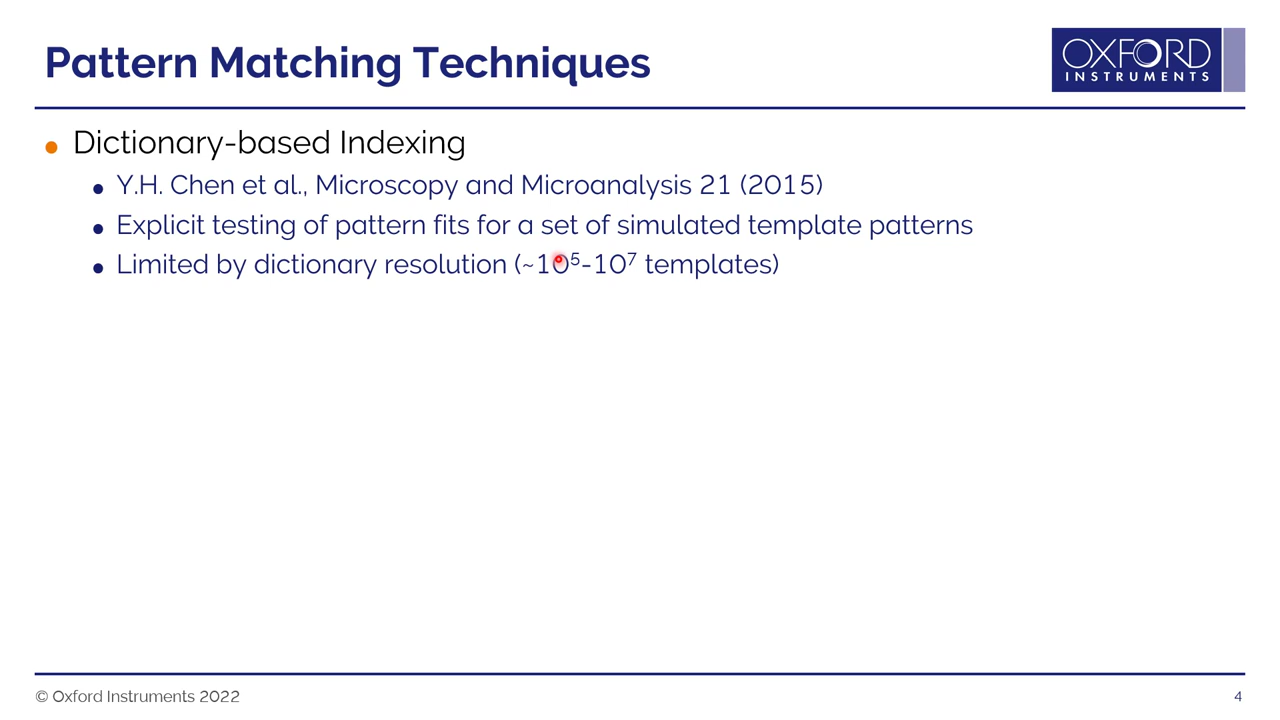 Pattern Matching Techniques
OXFORD
INSTRUMENTS
• Dictionary-based Indexing
• Y.H. Chen et al., Microscopy and Microanalysis 21 (2015)
• Explicit testing of pattern fits for a set of simulated template patterns
• Limited by dictionary resolution (~10⁵-10⁷ templates)
© Oxford Instruments 2022
4